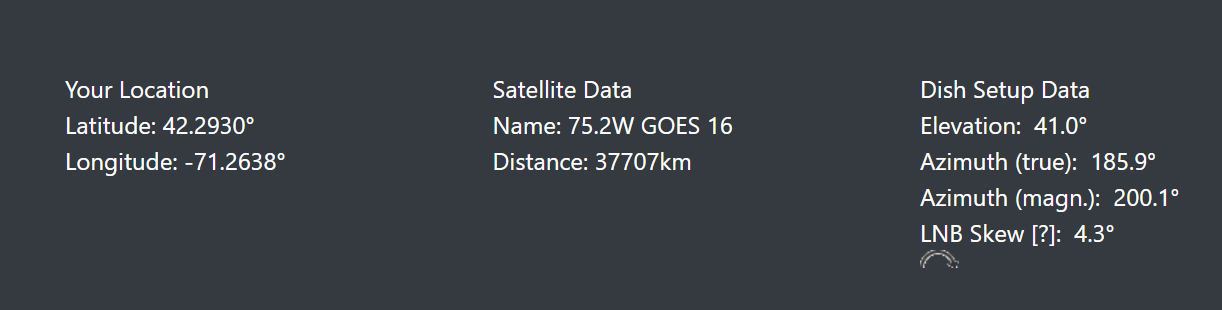 Your Location
Latitude: 42.2930°
Longitude: -71.2638°
Satellite Data
Name: 75.2W GOES 16
Distance: 37707km
Dish Setup Data
Elevation:  41.0°
Azimuth (true):  185.9°
Azimuth (magn.):  200.1°
LNB Skew [?]:  4.3°